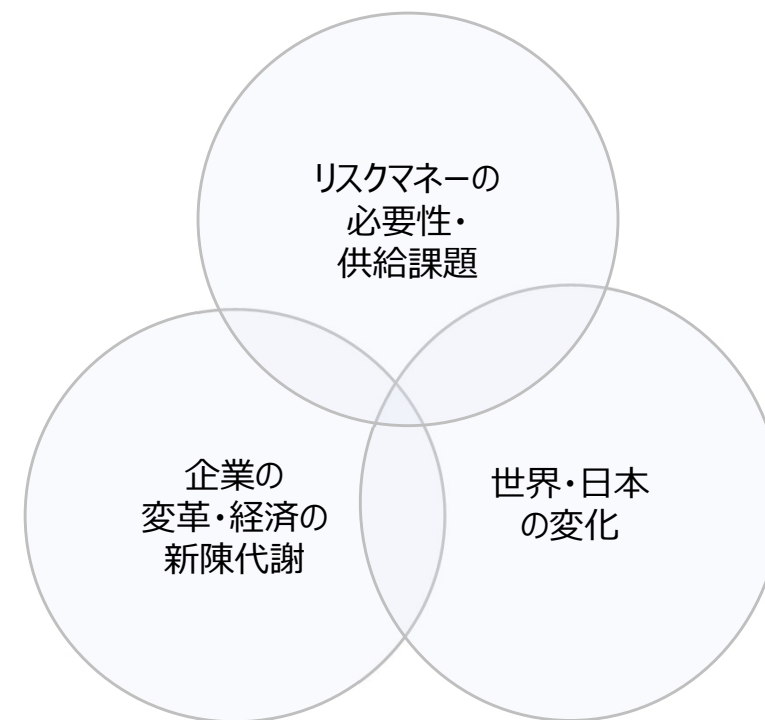 リスクマネーの
必要性・
供給課題
企業の
変革・経済の
新陳代謝
世界・日本
の変化